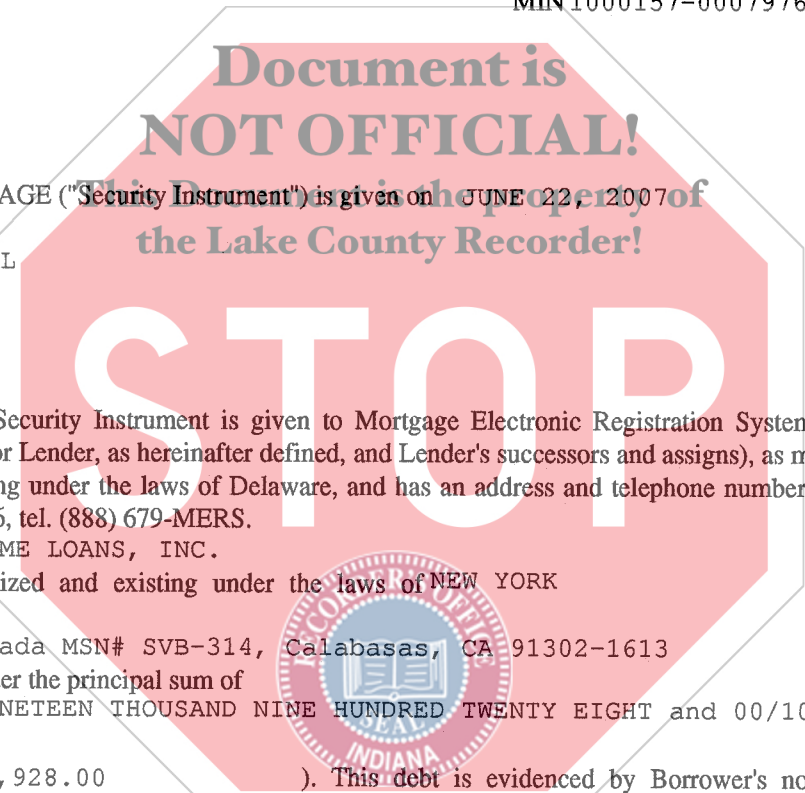 MIN 1000157-0007976
Document is
NOT OFFICIAL!
AGE ("Security Instrument") is given on JUNE 22, 2007
This Document is the property of
the Lake County Recorder!
L
STOP
Security Instrument is given to Mortgage Electronic Registration System
or Lender, as hereinafter defined, and Lender's successors and assigns), as m
ng under the laws of Delaware, and has an address and telephone number
, tel. (888) 679-MERS.
ME LOANS, INC.
ized and existing under the laws of NEW YORK
ada MSN# SVB-314, Calabasas, CA 91302-1613
er the principal sum of
NETEEN THOUSAND NINE HUNDRED TWENTY EIGHT and 00/10
,928.00 ). This debt is evidenced by Borrower's no
RECORDER'S OFFICE
SEAL
INDIANA